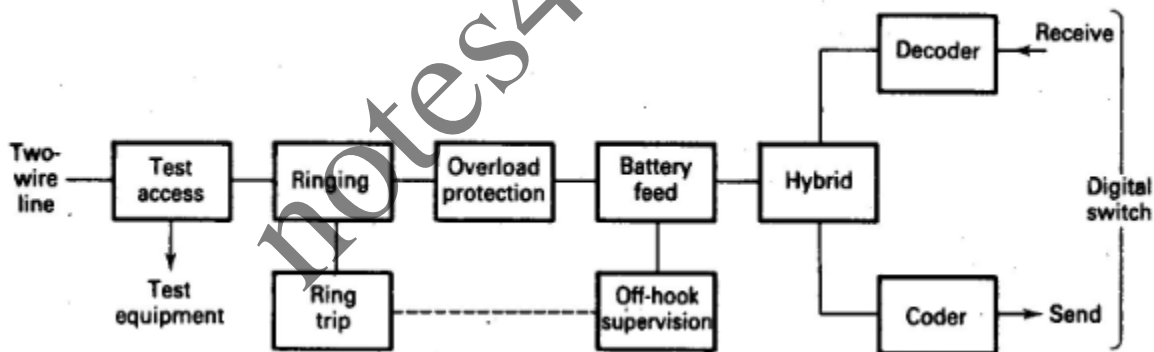 Receive
Decoder
Two-
wire
line
Test
access
Ringing
Overload
protection
Battery
feed
Hybrid
Digital
switch
Test
equipment
Ring
trip
Off-hook
supervision
Coder
Send
notes4